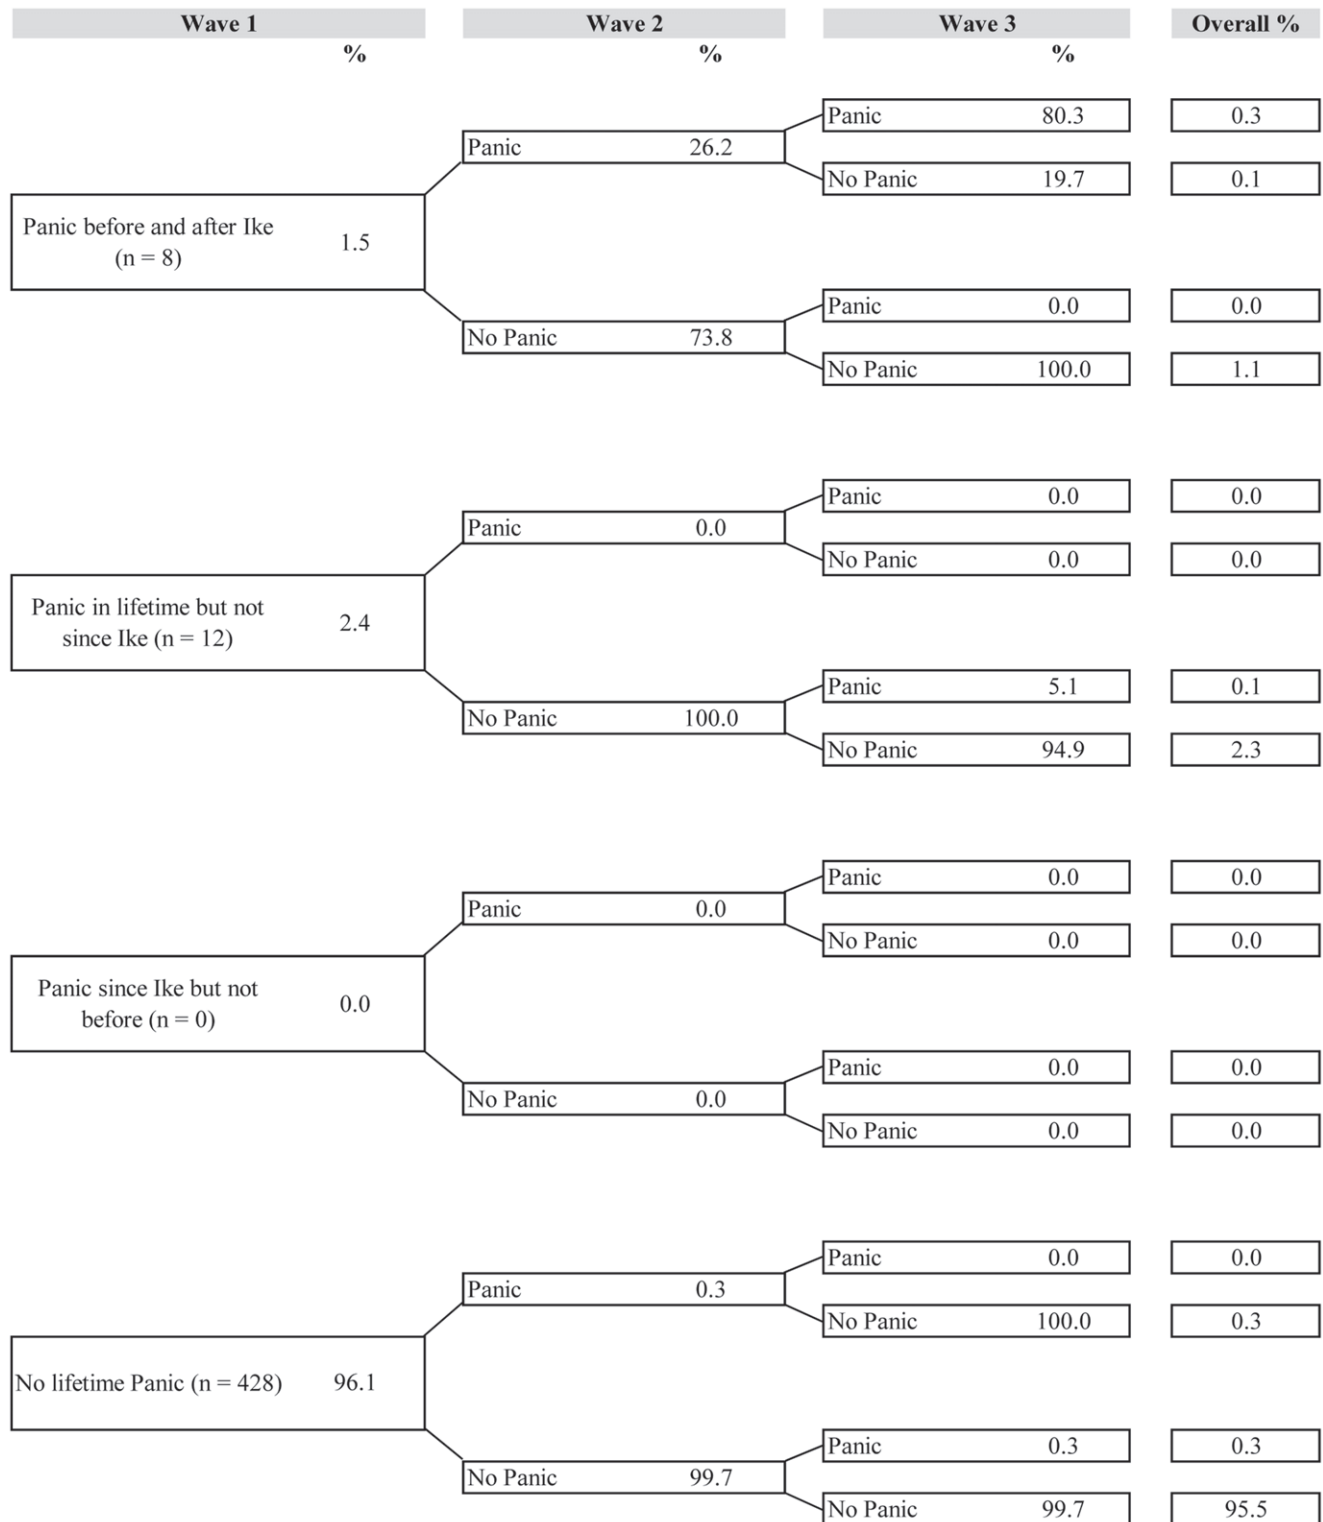 Wave 1 Wave 2 Wave 3 Overall %
% % %
Panic 80.3 0.3
Panic 26.2
No Panic 19.7 0.1
Panic before and after Ike
(n = 8) 1.5
Panic 0.0 0.0
No Panic 73.8
No Panic 100.0 1.1
Panic 0.0 0.0
Panic 0.0
No Panic 0.0 0.0
Panic in lifetime but not
since Ike (n = 12) 2.4
Panic 5.1 0.1
No Panic 100.0
No Panic 94.9 2.3
Panic 0.0 0.0
Panic 0.0
No Panic 0.0 0.0
Panic since Ike but not
before (n = 0) 0.0
Panic 0.0 0.0
No Panic 0.0
No Panic 0.0 0.0
Panic 0.0 0.0
Panic 0.3
No Panic 100.0 0.3
No lifetime Panic (n = 428) 96.1
Panic 0.3 0.3
No Panic 99.7
No Panic 99.7 95.5